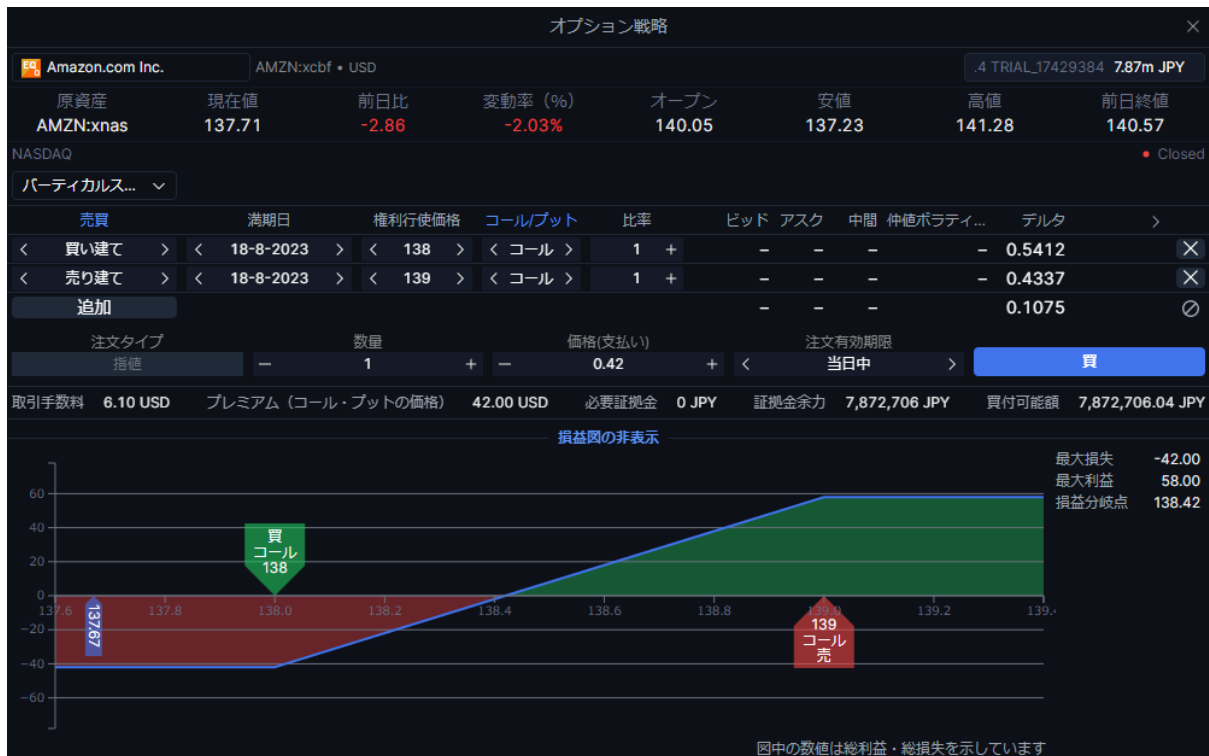 オプション戦略 ×
Amazon.com Inc. AMZN:xcbf • USD .4 TRIAL_17429384 7.87m JPY
原資産 現在値 前日比 変動率（%） オープン 安値 高値 前日終値
AMZN:xnas 137.71 -2.86 -2.03% 140.05 137.23 141.28 140.57
NASDAQ • Closed
バーティカルス...
売買 満期日 権利行使価格 コール/プット 比率 ビッド アスク 中間 仲値ボラティ... デルタ >
< 買い建て > < 18-8-2023 > < 138 > < コール > 1 + – – – – 0.5412 ×
< 売り建て > < 18-8-2023 > < 139 > < コール > 1 + – – – – 0.4337 ×
追加 – – – 0.1075
注文タイプ 数量 価格(支払い) 注文有効期限
指値 — 1 + — 0.42 + < 当日中 > 買
取引手数料 6.10 USD プレミアム（コール・プットの価格） 42.00 USD 必要証拠金 0 JPY 証拠金余力 7,872,706 JPY 買付可能額 7,872,706.04 JPY
損益図の非表示
最大損失 -42.00
最大利益 58.00
損益分岐点 138.42
60
40
20
0
-20
-40
-60
買
コール
138
137.6 137.8 138.0 138.2 138.4 138.6 138.8 139.0 139.2 139.4
137.67
139
コール
売
図中の数値は総利益・総損失を示しています